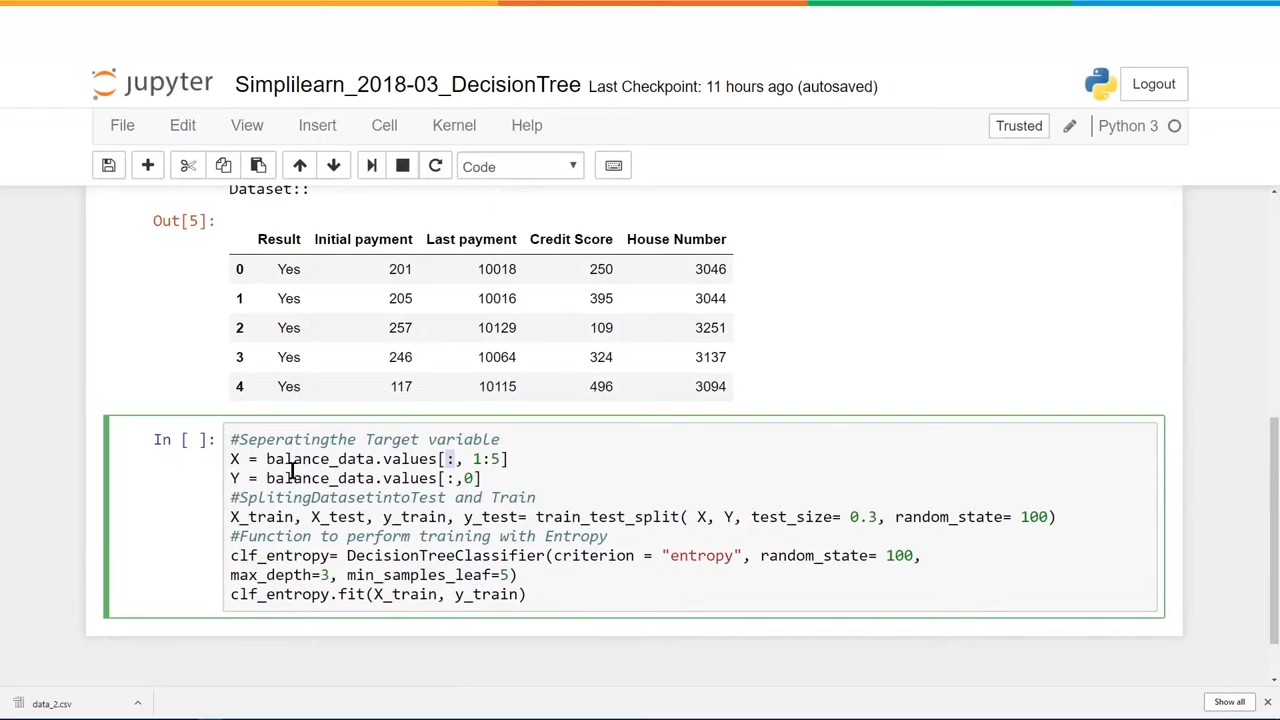 jupyter Simplilearn_2018-03_DecisionTree Last Checkpoint: 11 hours ago (autosaved) Logout
File Edit View Insert Cell Kernel Help Trusted Python 3
Code
Dataset::
Out[5]:
Result Initial payment Last payment Credit Score House Number
0 Yes 201 10018 250 3046
1 Yes 205 10016 395 3044
2 Yes 257 10129 109 3251
3 Yes 246 10064 324 3137
4 Yes 117 10115 496 3094
In [ ]: #Seperatingthe Target variable
X = balance_data.values[:, 1:5]
Y = balance_data.values[:,0]
#SplitingDatasetintoTest and Train
X_train, X_test, y_train, y_test= train_test_split( X, Y, test_size= 0.3, random_state= 100)
#Function to perform training with Entropy
clf_entropy= DecisionTreeClassifier(criterion = "entropy", random_state= 100,
max_depth=3, min_samples_leaf=5)
clf_entropy.fit(X_train, y_train)
data_2.csv Show all